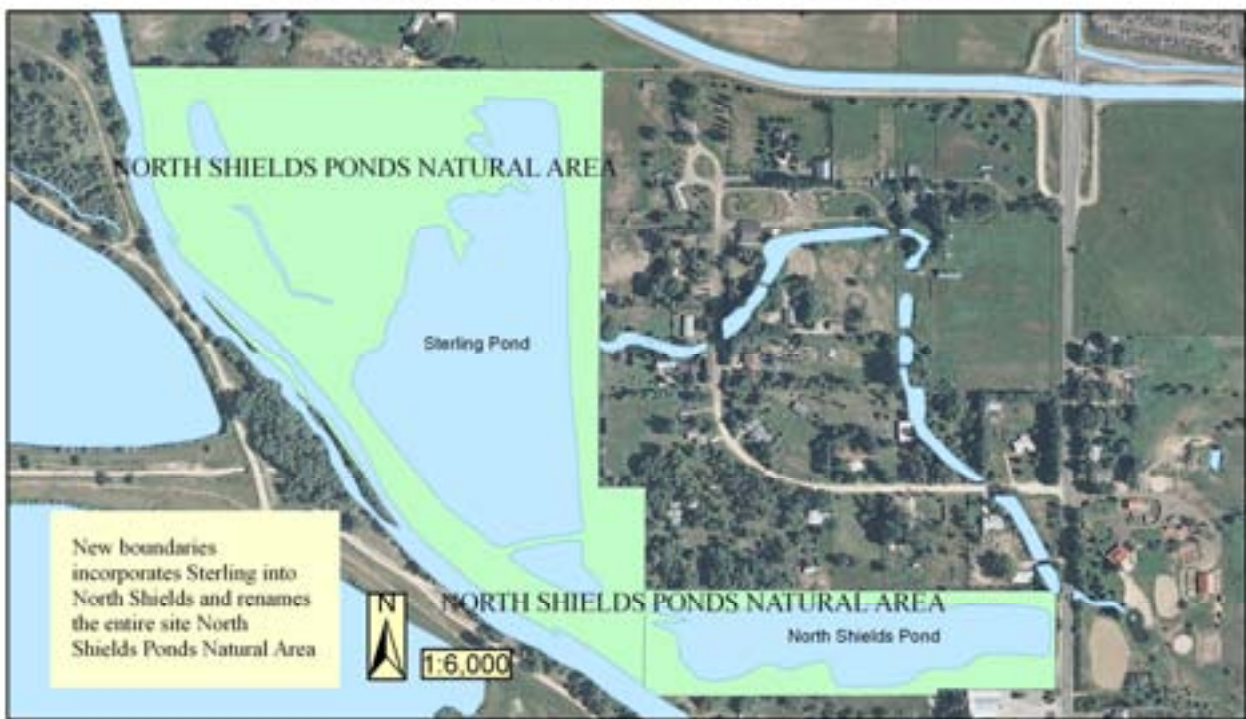 NORTH SHIELDS PONDS NATURAL AREA
Sterling Pond
New boundaries
incorporates Sterling into
North Shields and renames
the entire site North
Shields Ponds Natural Area
N
1:6,000
NORTH SHIELDS PONDS NATURAL AREA
North Shields Pond